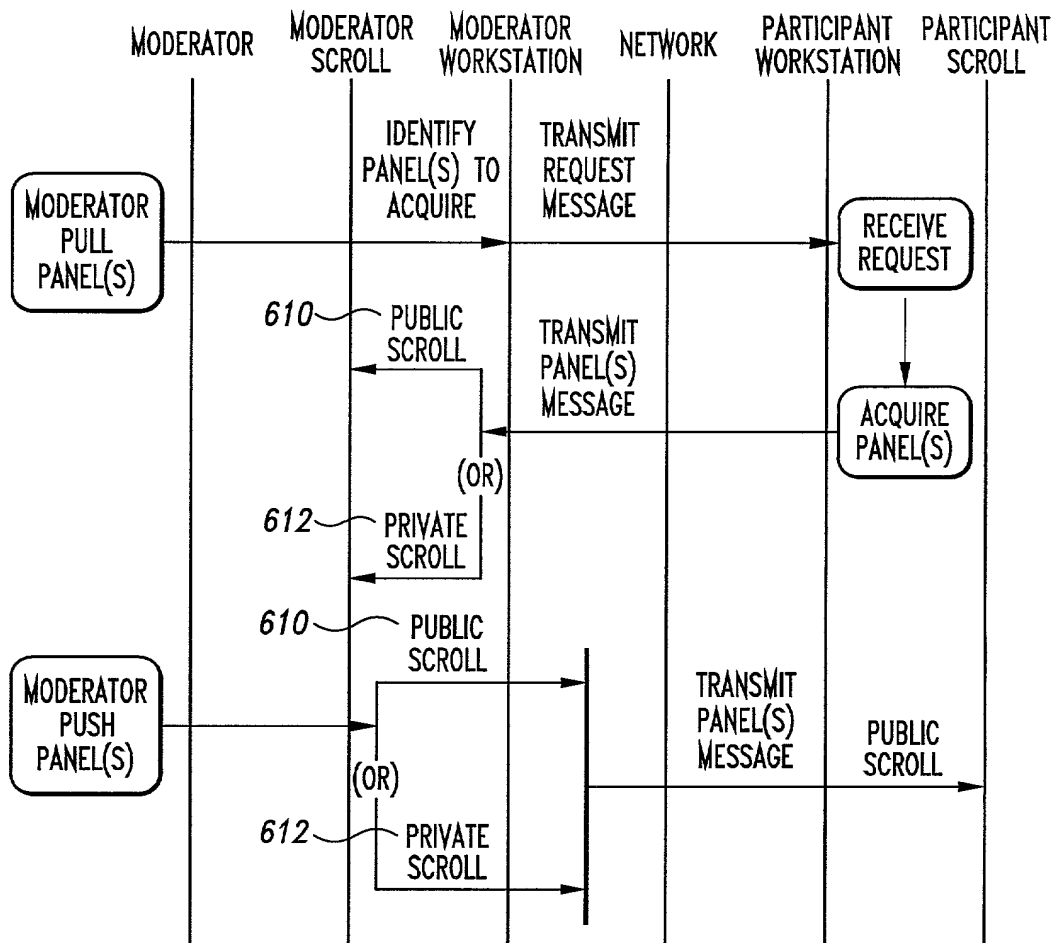 MODERATOR
MODERATOR
SCROLL
MODERATOR
WORKSTATION
NETWORK
PARTICIPANT
WORKSTATION
PARTICIPANT
SCROLL
IDENTIFY
PANEL(S) TO
ACQUIRE
TRANSMIT
REQUEST
MESSAGE
MODERATOR
PULL
PANEL(S)
RECEIVE
REQUEST
610
PUBLIC
SCROLL
TRANSMIT
PANEL(S)
MESSAGE
ACQUIRE
PANEL(S)
(OR)
612
PRIVATE
SCROLL
610
PUBLIC
SCROLL
MODERATOR
PUSH
PANEL(S)
TRANSMIT
PANEL(S)
MESSAGE
PUBLIC
SCROLL
(OR)
612
PRIVATE
SCROLL